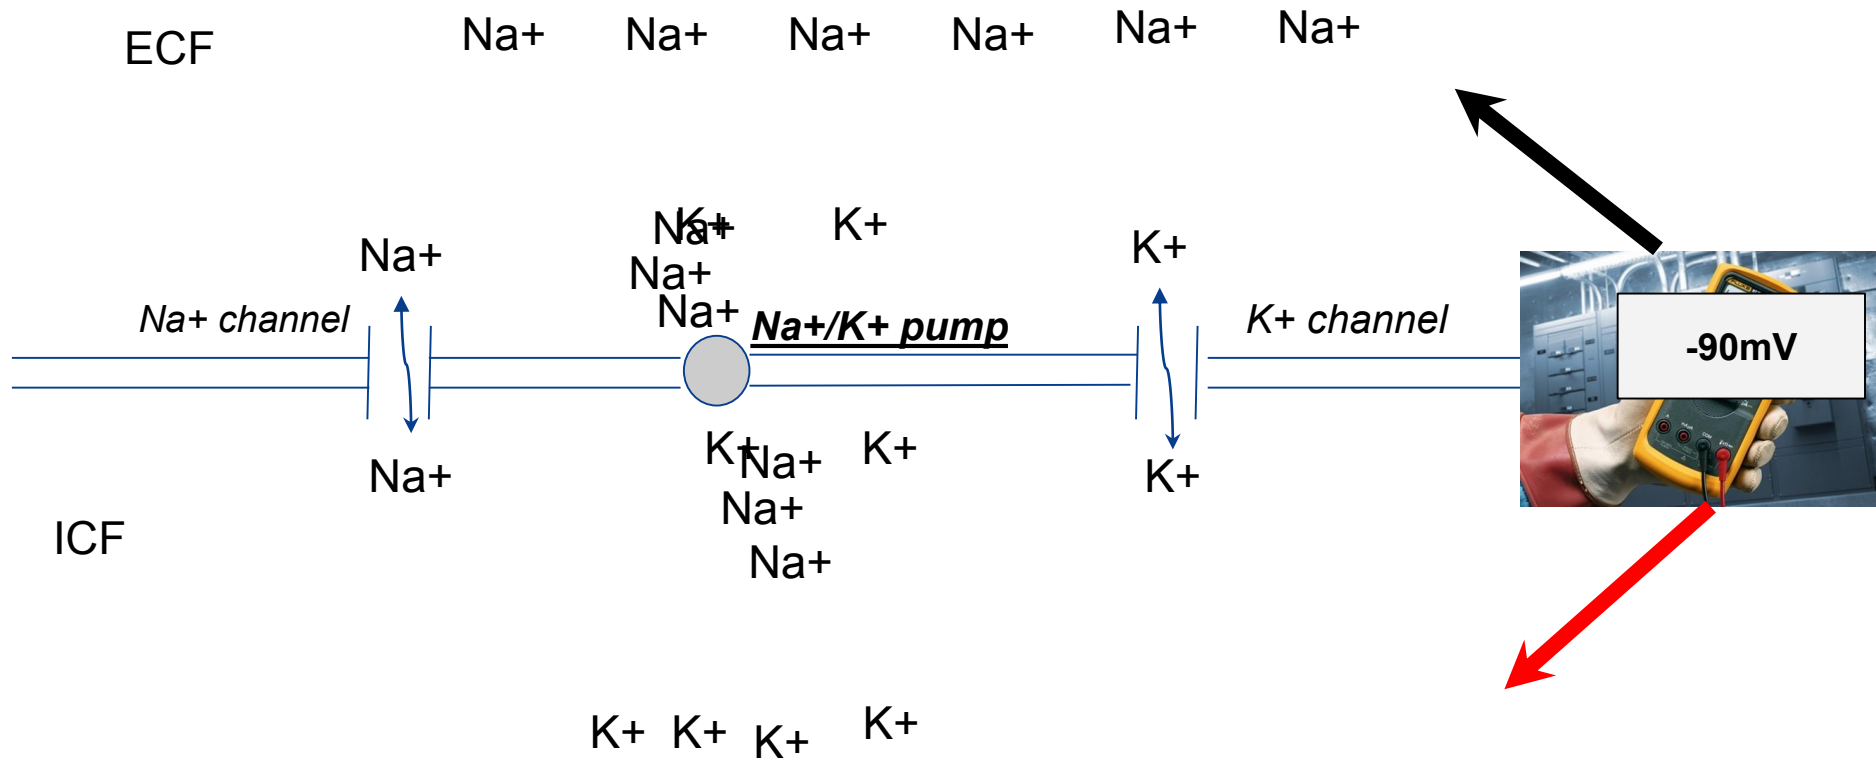 ECF
Na+ Na+ Na+ Na+ Na+ Na+
Na+ K+ K+
Na+ K+
Na+
Na+ channel Na+ Na+/K+ pump K+ channel
-90mV
K+ Na+ K+
Na+ K+
Na+
ICF
Na+
K+ K+ K+ K+